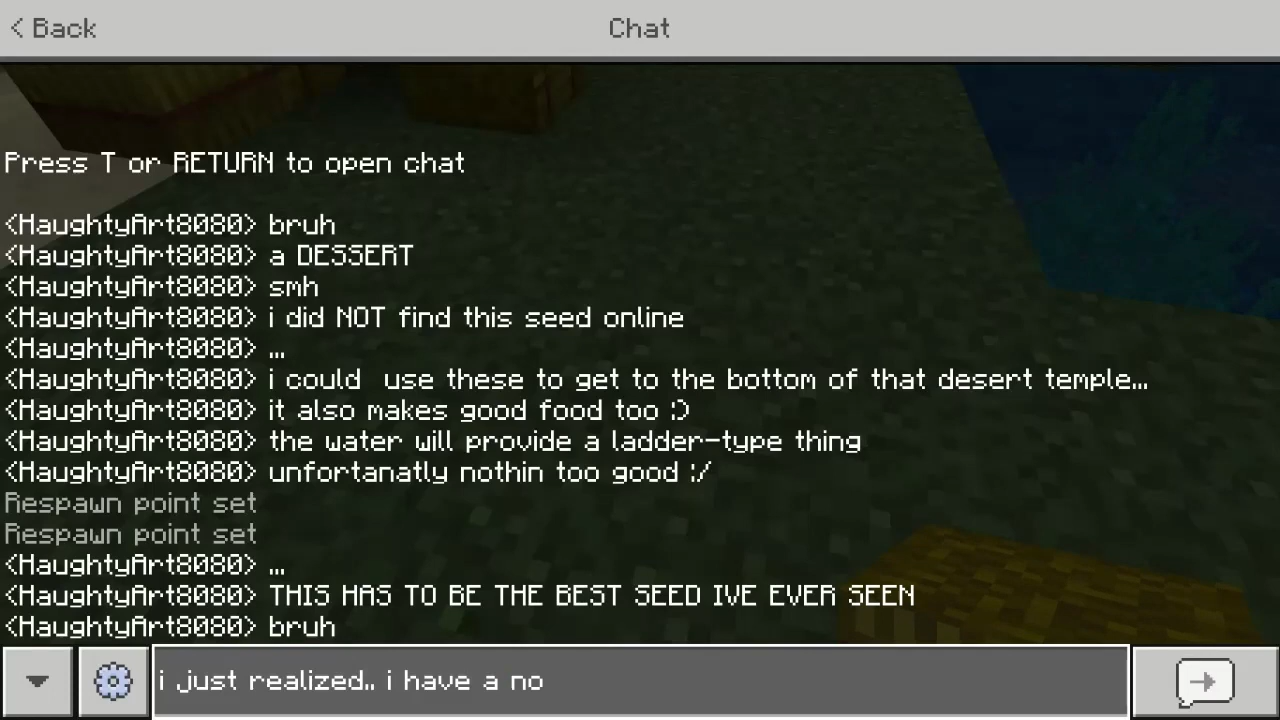 < Back
Chat
Press T or RETURN to open chat
<HaughtyArt8080> bruh
<HaughtyArt8080> a DESSERT
<HaughtyArt8080> smh
<HaughtyArt8080> i did NOT find this seed online
<HaughtyArt8080> ...
<HaughtyArt8080> i could  use these to get to the bottom of that desert temple...
<HaughtyArt8080> it also makes good food too :D
<HaughtyArt8080> the water will provide a ladder-type thing
<HaughtyArt8080> unfortanatly nothin too good :/
Respawn point set
Respawn point set
<HaughtyArt8080> ...
<HaughtyArt8080> THIS HAS TO BE THE BEST SEED IVE EVER SEEN
<HaughtyArt8080> bruh
i just realized.. i have a no